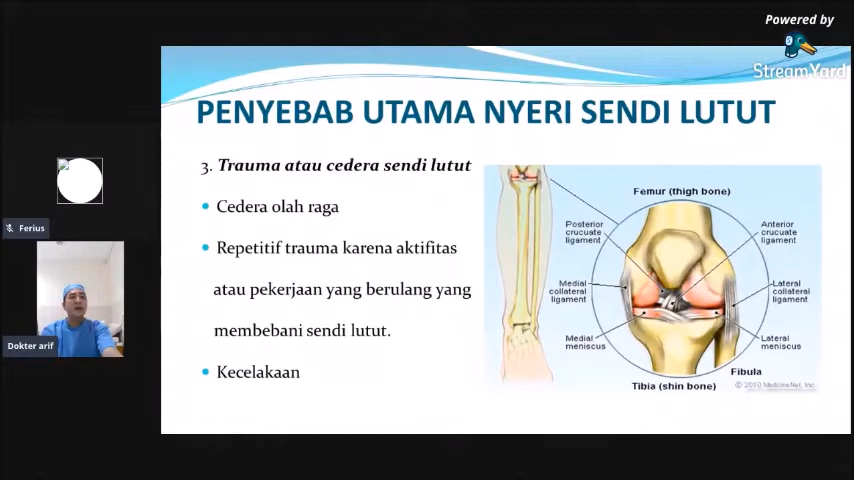 Powered by
StreamYard
PENYEBAB UTAMA NYERI SENDI LUTUT
3. Trauma atau cedera sendi lutut
Cedera olah raga
Repetitif trauma karena aktifitas
atau pekerjaan yang berulang yang
membebani sendi lutut.
Kecelakaan
Femur (thigh bone)
Posterior
crucuate
ligament
Anterior
crucuate
ligament
Medial
collateral
ligament
Lateral
collateral
ligament
Medial
meniscus
Lateral
meniscus
Fibula
Tibia (shin bone)
© 2010 MedicineNet, Inc.
Ferius
Dokter arif